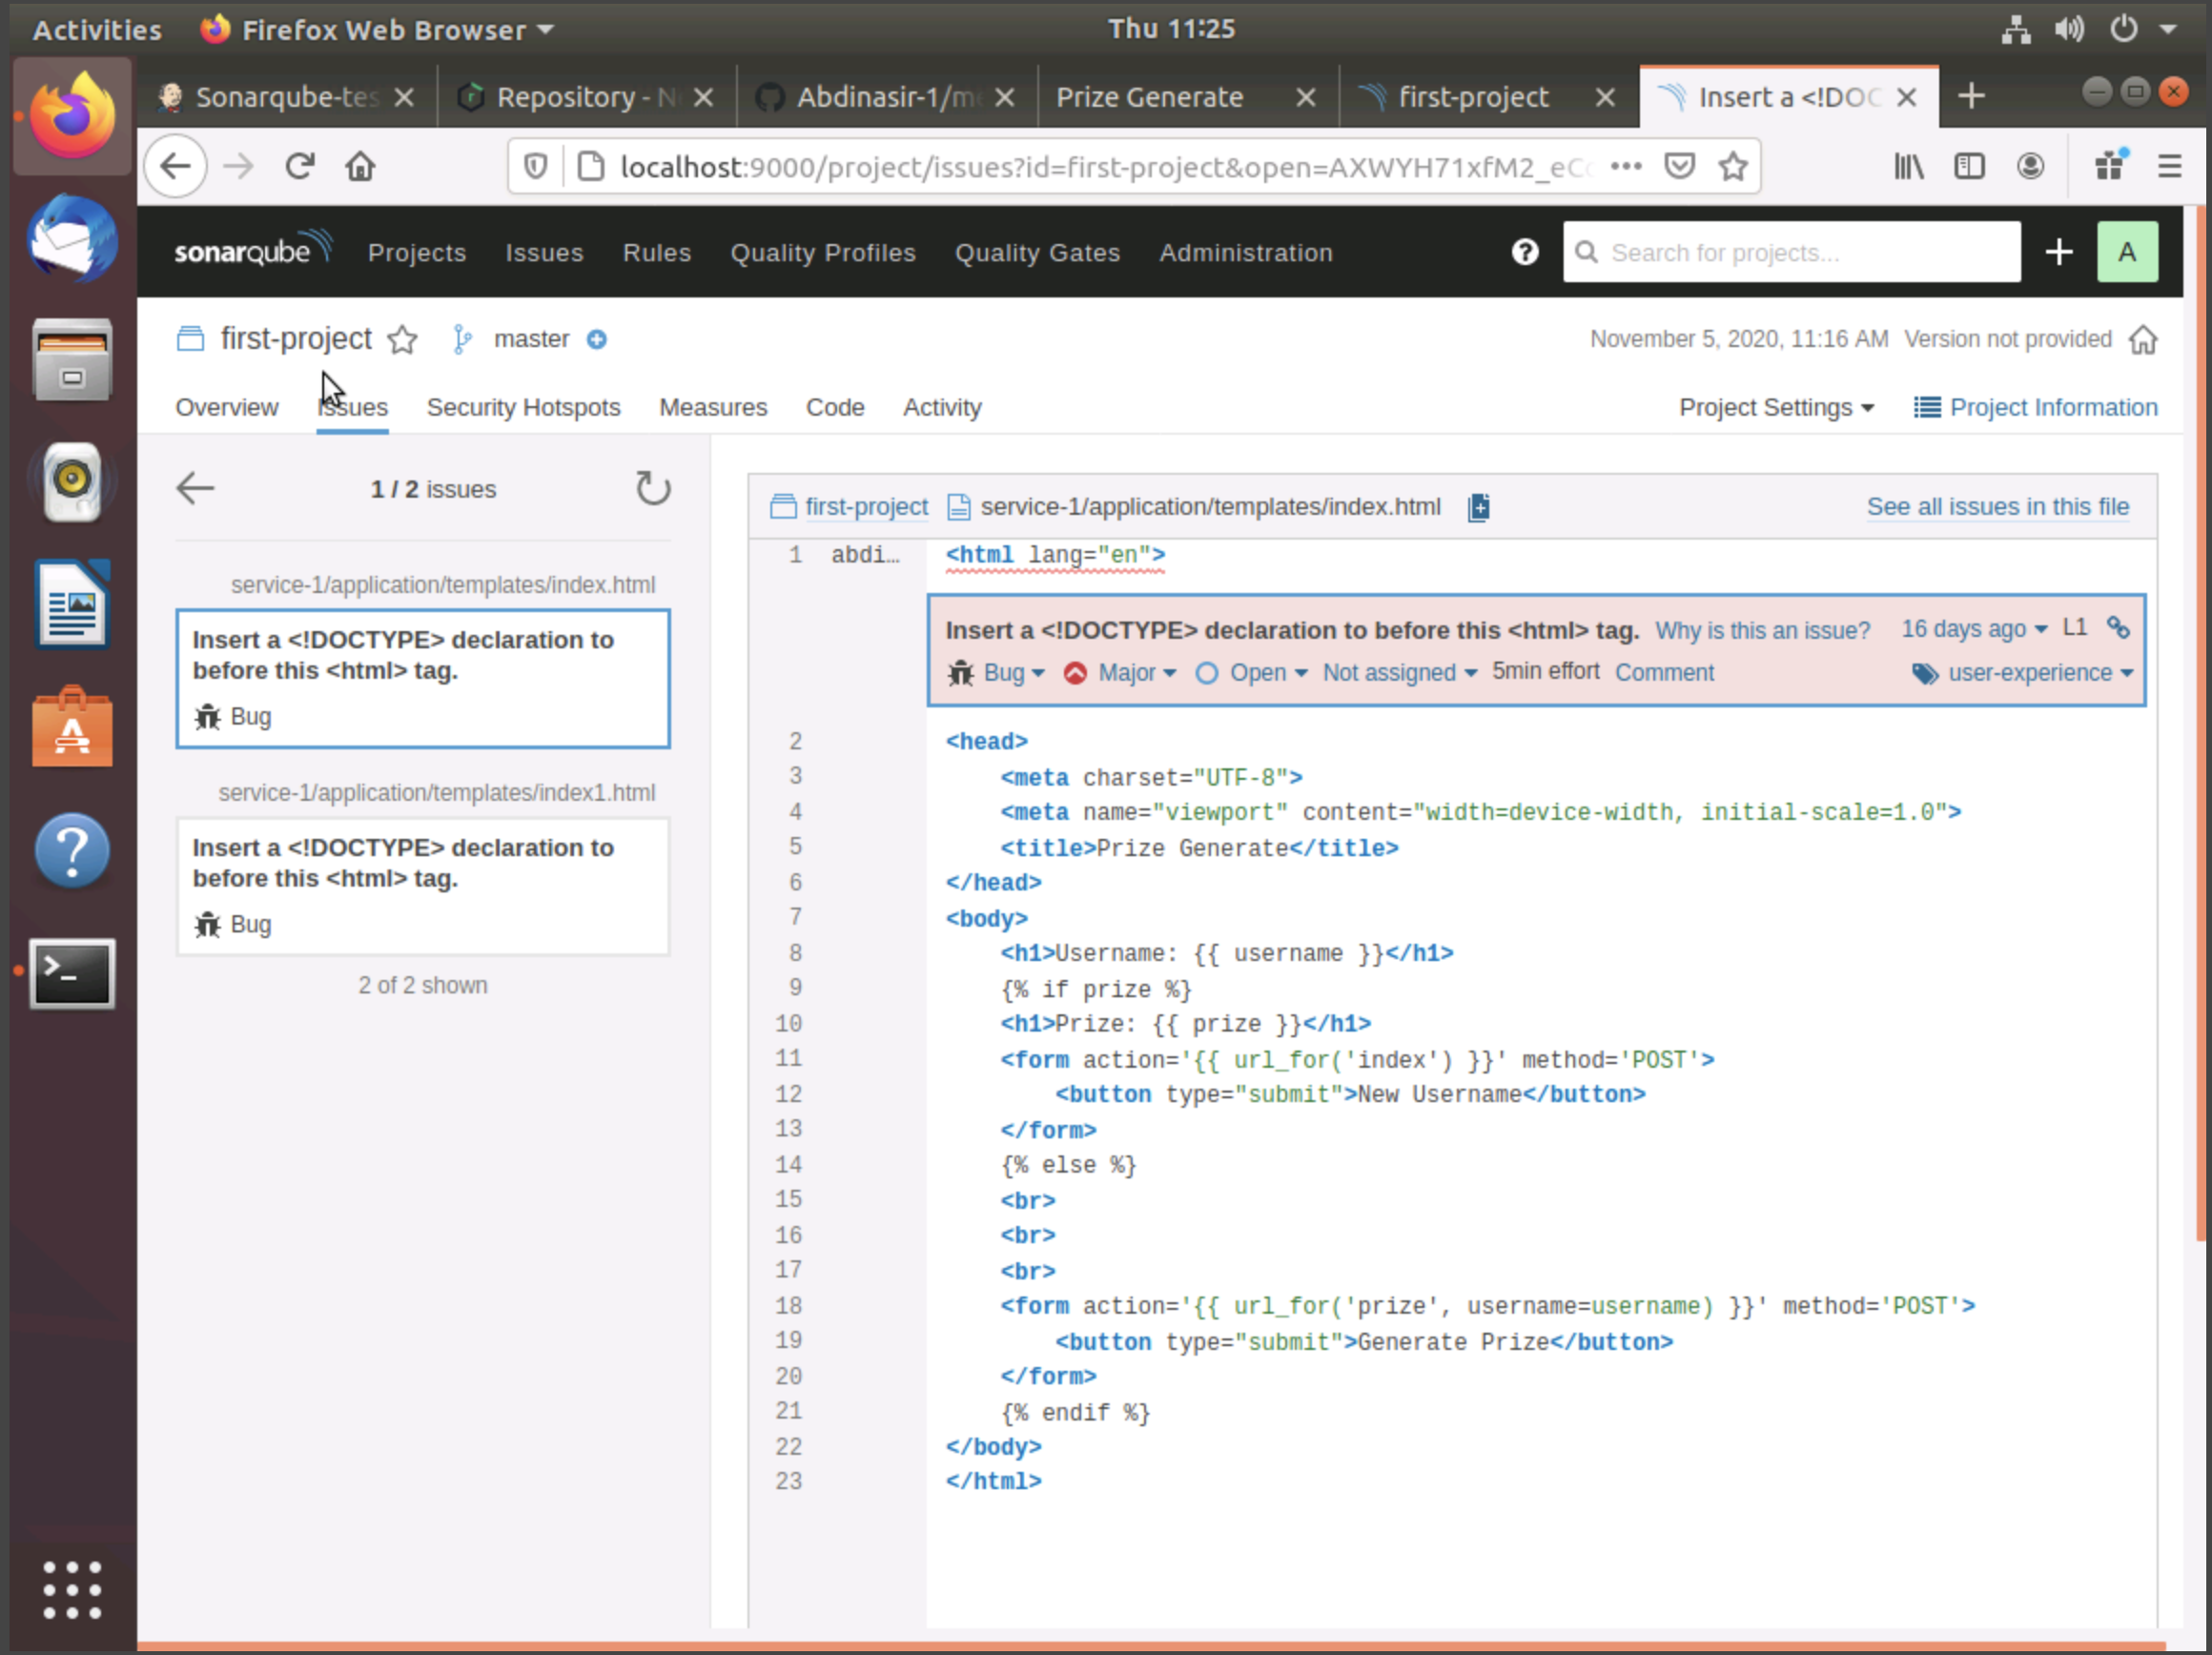 Activities Firefox Web Browser Thu 11:25
Sonarqube-tes Repository - N Abdinasir-1/m Prize Generate first-project Insert a <!DOC
localhost:9000/project/issues?id=first-project&open=AXWYH71xfM2_eC
sonarqube Projects Issues Rules Quality Profiles Quality Gates Administration Search for projects... A
first-project master November 5, 2020, 11:16 AM Version not provided
Overview Issues Security Hotspots Measures Code Activity Project Settings Project Information
1 / 2 issues
service-1/application/templates/index.html
Insert a <!DOCTYPE> declaration to
before this <html> tag.
Bug
service-1/application/templates/index1.html
Insert a <!DOCTYPE> declaration to
before this <html> tag.
Bug
2 of 2 shown
first-project service-1/application/templates/index.html See all issues in this file
1 abdi… <html lang="en">
Insert a <!DOCTYPE> declaration to before this <html> tag. Why is this an issue? 16 days ago L1
Bug Major Open Not assigned 5min effort Comment user-experience
2 <head>
3 <meta charset="UTF-8">
4 <meta name="viewport" content="width=device-width, initial-scale=1.0">
5 <title>Prize Generate</title>
6 </head>
7 <body>
8 <h1>Username: {{ username }}</h1>
9 {% if prize %}
10 <h1>Prize: {{ prize }}</h1>
11 <form action='{{ url_for('index') }}' method='POST'>
12 <button type="submit">New Username</button>
13 </form>
14 {% else %}
15 <br>
16 <br>
17 <br>
18 <form action='{{ url_for('prize', username=username) }}' method='POST'>
19 <button type="submit">Generate Prize</button>
20 </form>
21 {% endif %}
22 </body>
23 </html>